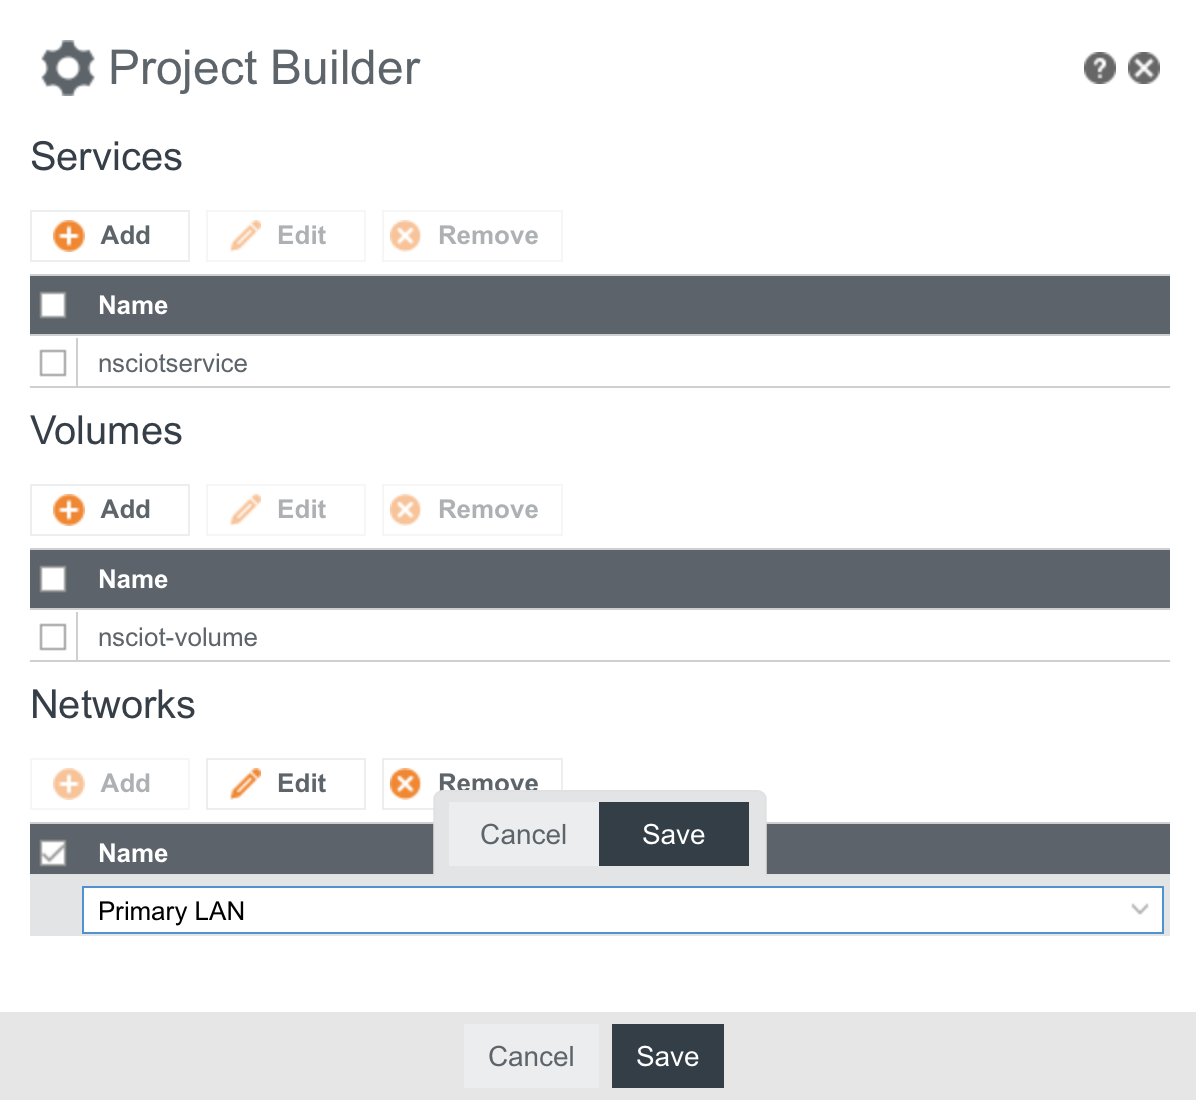 Project Builder
Services
Add Edit Remove
Name
nsciotservice
Volumes
Add Edit Remove
Name
nsciot-volume
Networks
Add Edit Remove
Cancel Save
Name
Primary LAN
Cancel Save